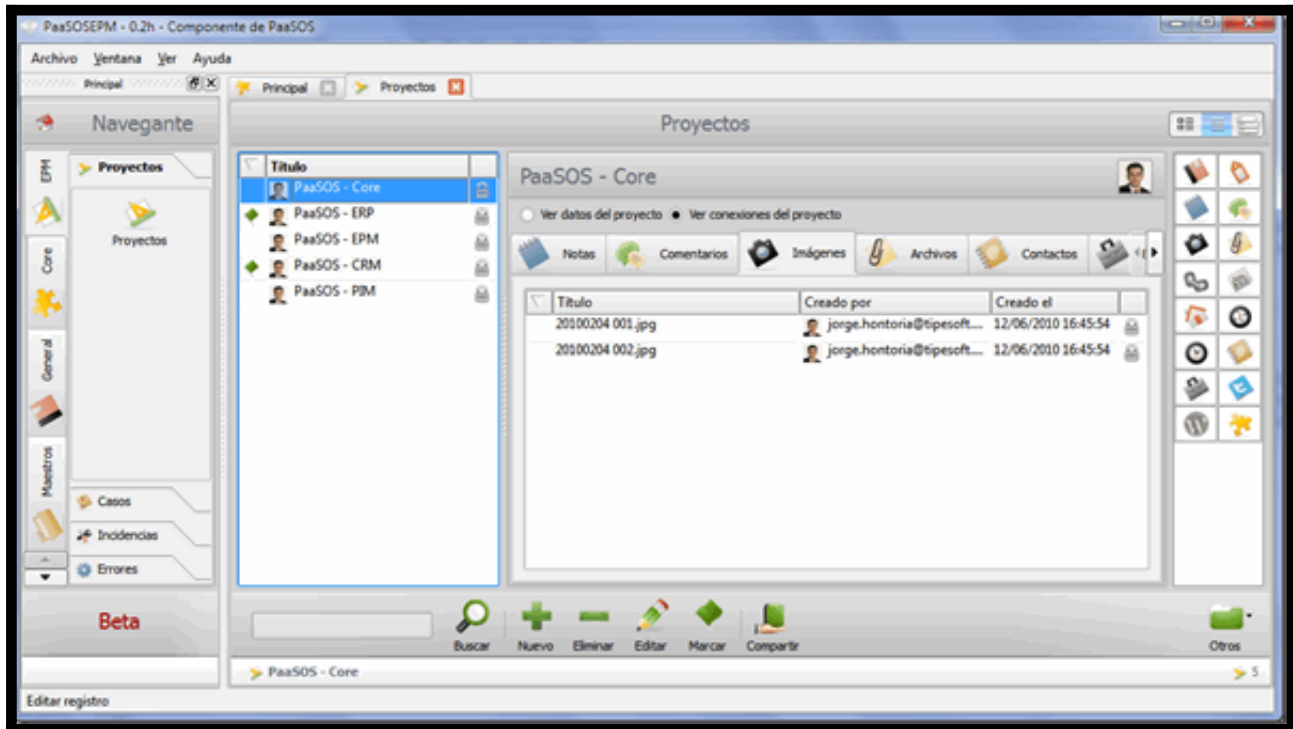 PaaSOSEPM - 0.2h - Componente de PaaSOS
Archivo Ventana Ver Ayuda
Principal
Principal Proyectos
Navegante
Proyectos
EPM
Core
General
Maestros
Proyectos
Proyectos
Casos
Incidencias
Errores
Beta
Título
PaaSOS - Core
PaaSOS - ERP
PaaSOS - EPM
PaaSOS - CRM
PaaSOS - PIM
PaaSOS - Core
Ver datos del proyecto Ver conexiones del proyecto
Notas Comentarios Imágenes Archivos Contactos
Título Creado por Creado el
20100204 001.jpg jorge.hontoria@tipesoft.... 12/06/2010 16:45:54
20100204 002.jpg jorge.hontoria@tipesoft.... 12/06/2010 16:45:54
Buscar Nuevo Eliminar Editar Marcar Compartir Otros
PaaSOS - Core 5
Editar registro